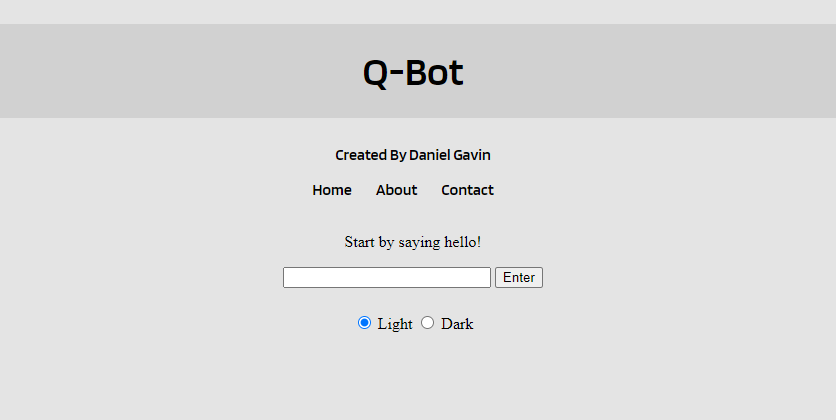 Q-Bot
Created By Daniel Gavin
Home About Contact
Start by saying hello!
Enter
Light Dark